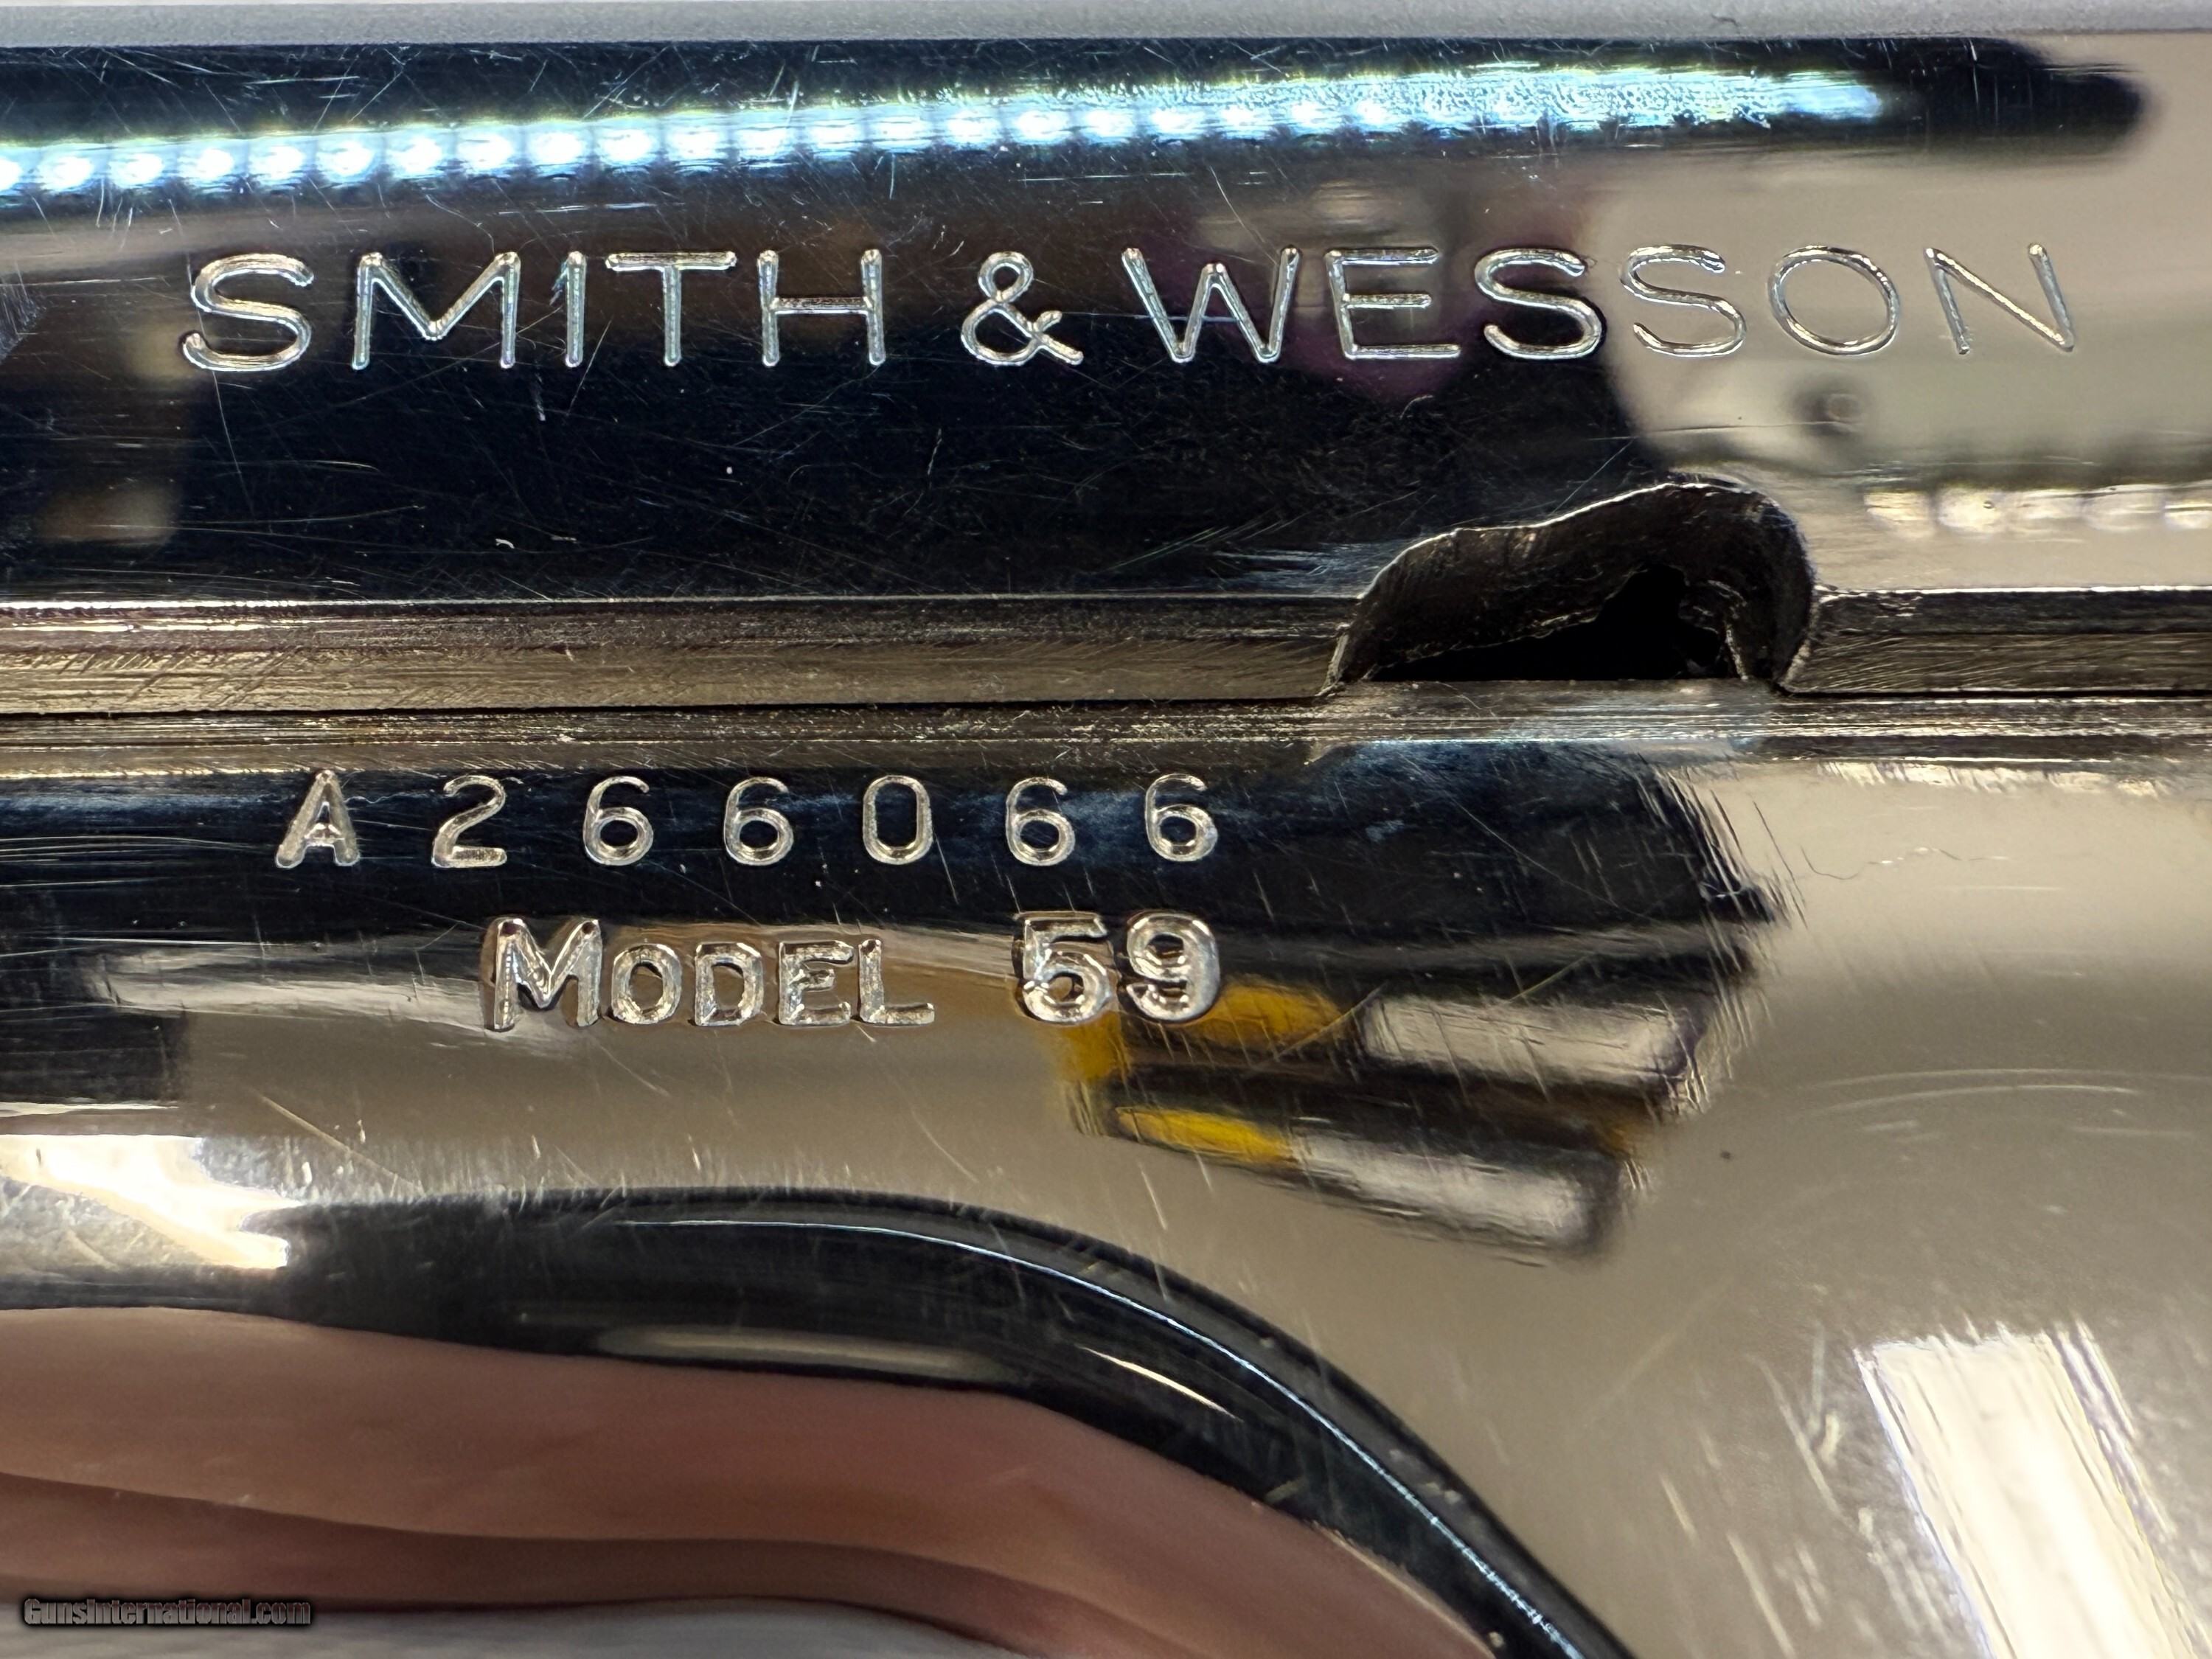 SMITH & WESSON
A266066
MODEL 59
GunsInternational.com